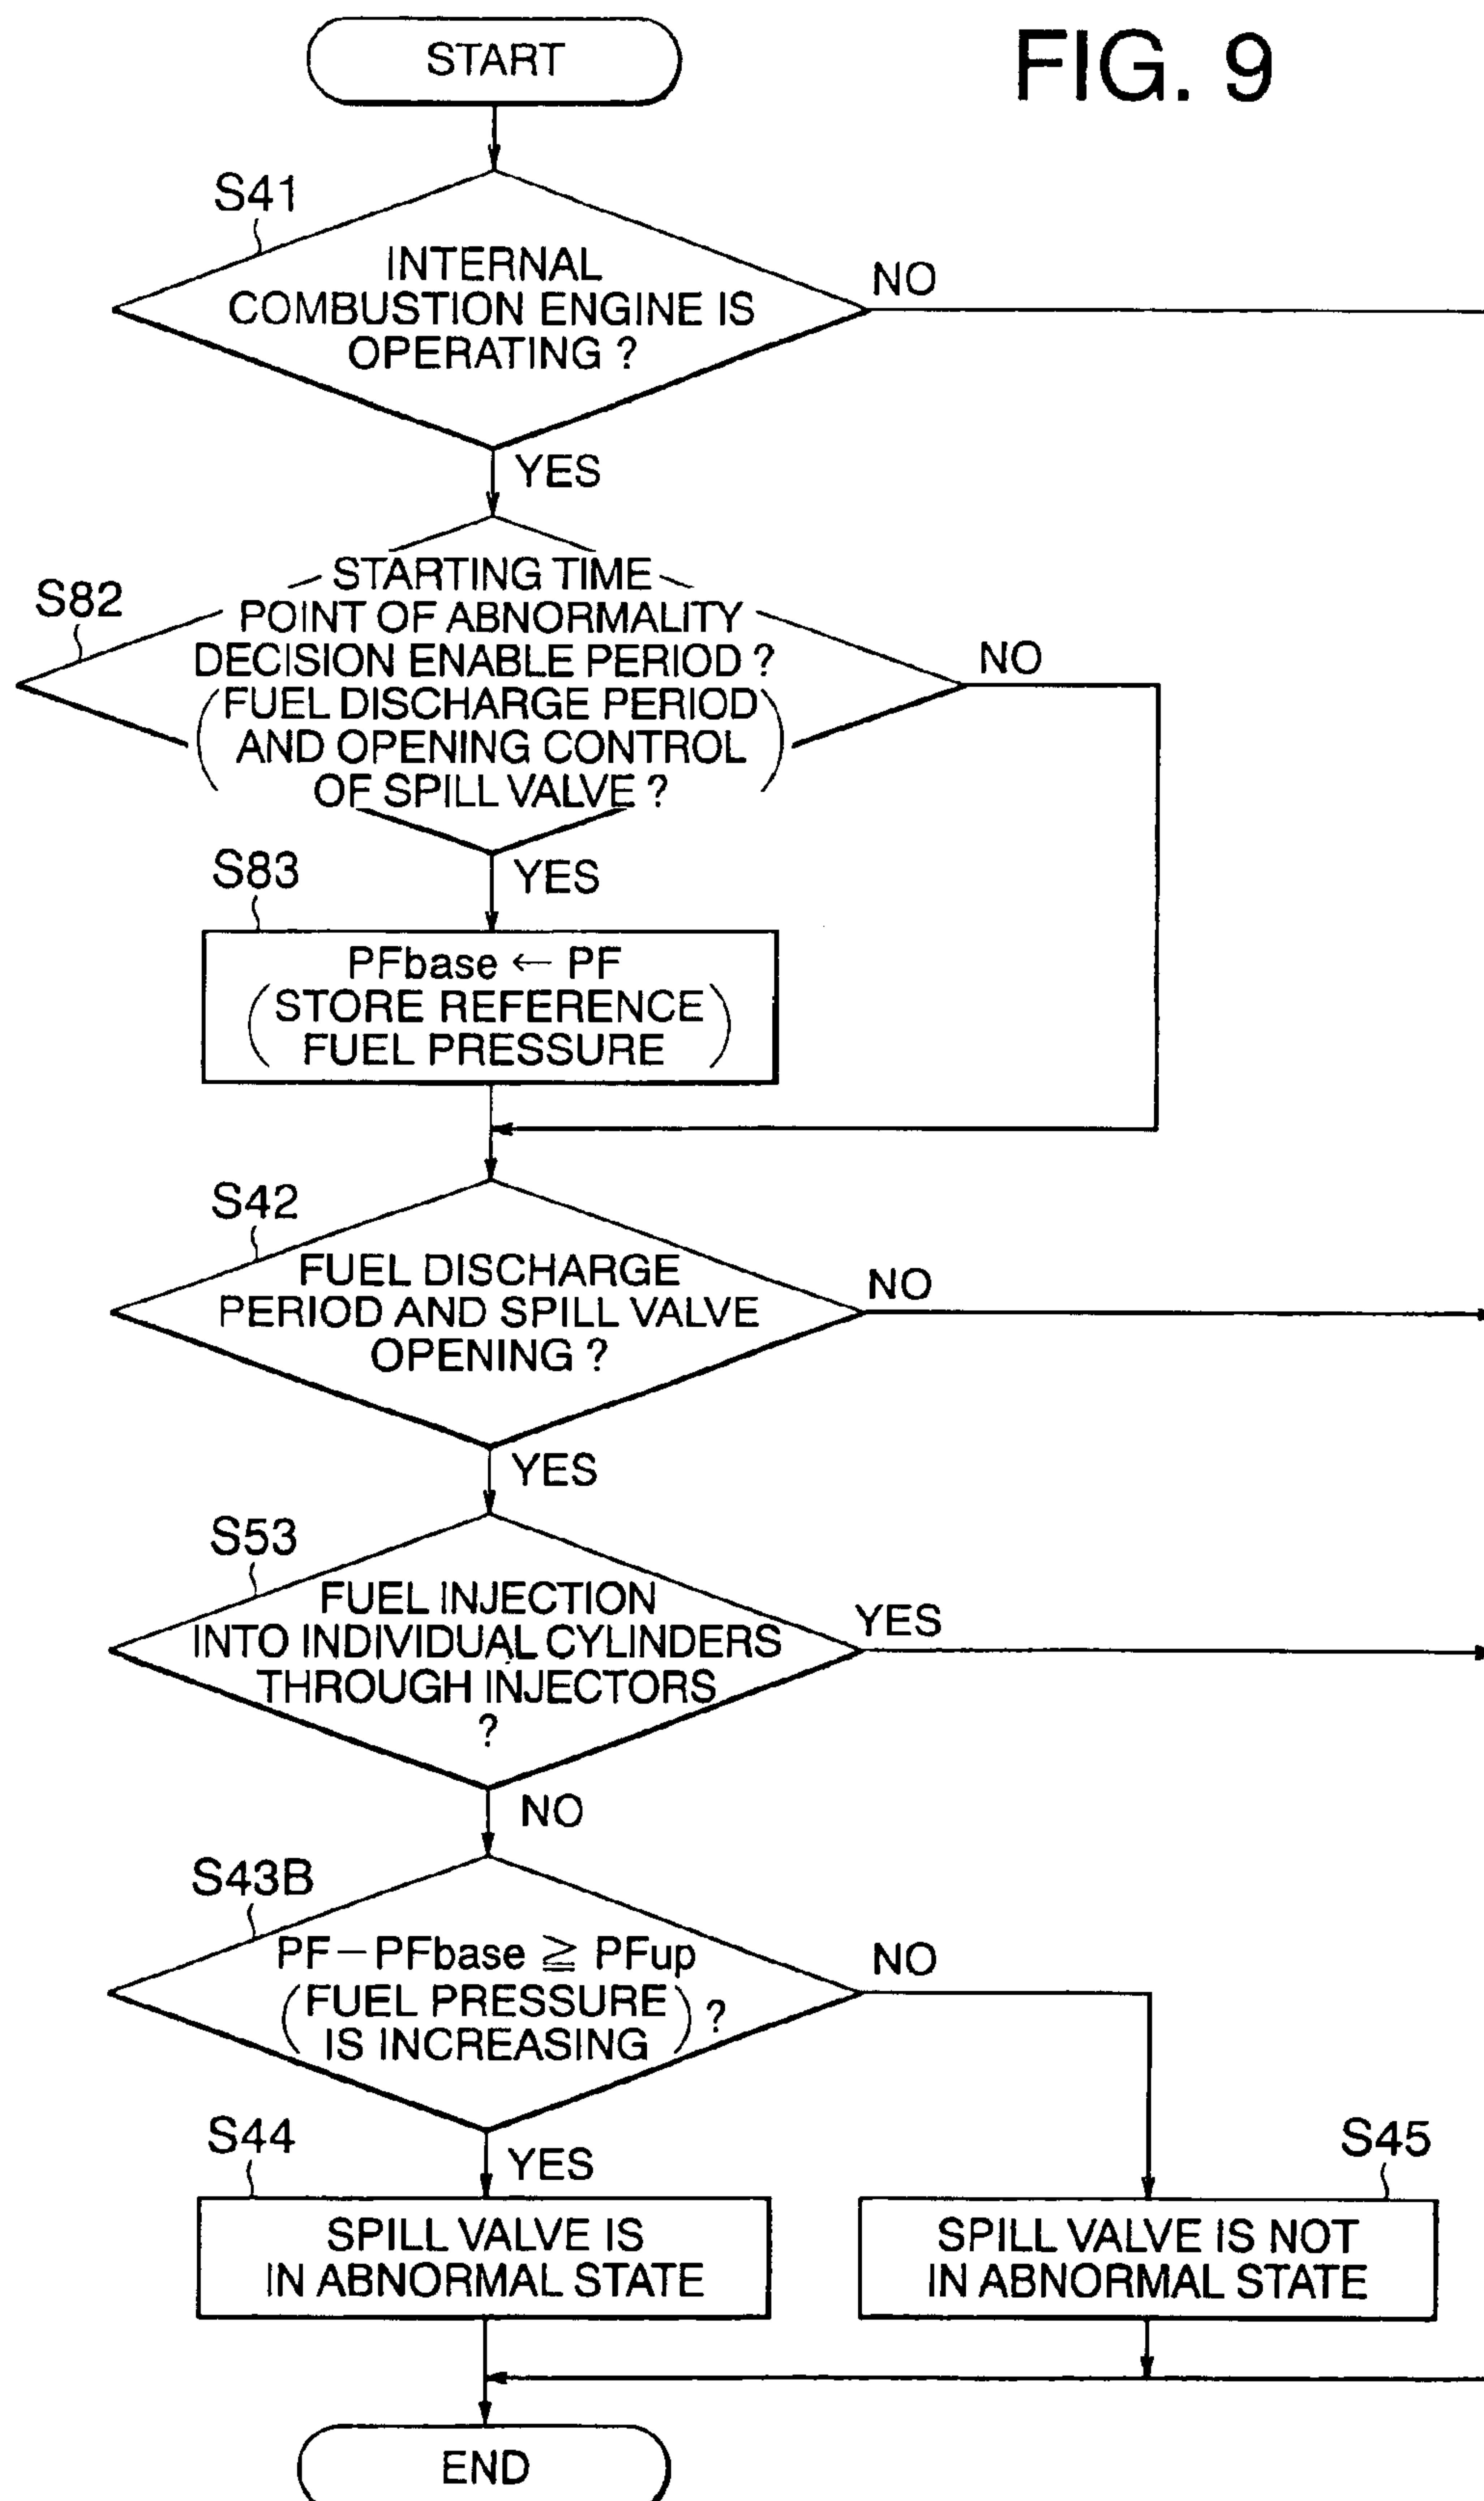 FIG. 9
START
S41
INTERNAL
COMBUSTION ENGINE IS
OPERATING ?
NO
YES
S82
STARTING TIME
POINT OF ABNORMALITY
DECISION ENABLE PERIOD ?
(FUEL DISCHARGE PERIOD
AND OPENING CONTROL
OF SPILL VALVE ?)
NO
YES
S83
PFbase ← PF
(STORE REFERENCE
FUEL PRESSURE)
S42
FUEL DISCHARGE
PERIOD AND SPILL VALVE
OPENING ?
NO
YES
S53
FUEL INJECTION
INTO INDIVIDUAL CYLINDERS
THROUGH INJECTORS
?
YES
NO
S43B
PF−PFbase ≧ PFup
(FUEL PRESSURE
IS INCREASING) ?
NO
YES
S44
SPILL VALVE IS
IN ABNORMAL STATE
S45
SPILL VALVE IS NOT
IN ABNORMAL STATE
END